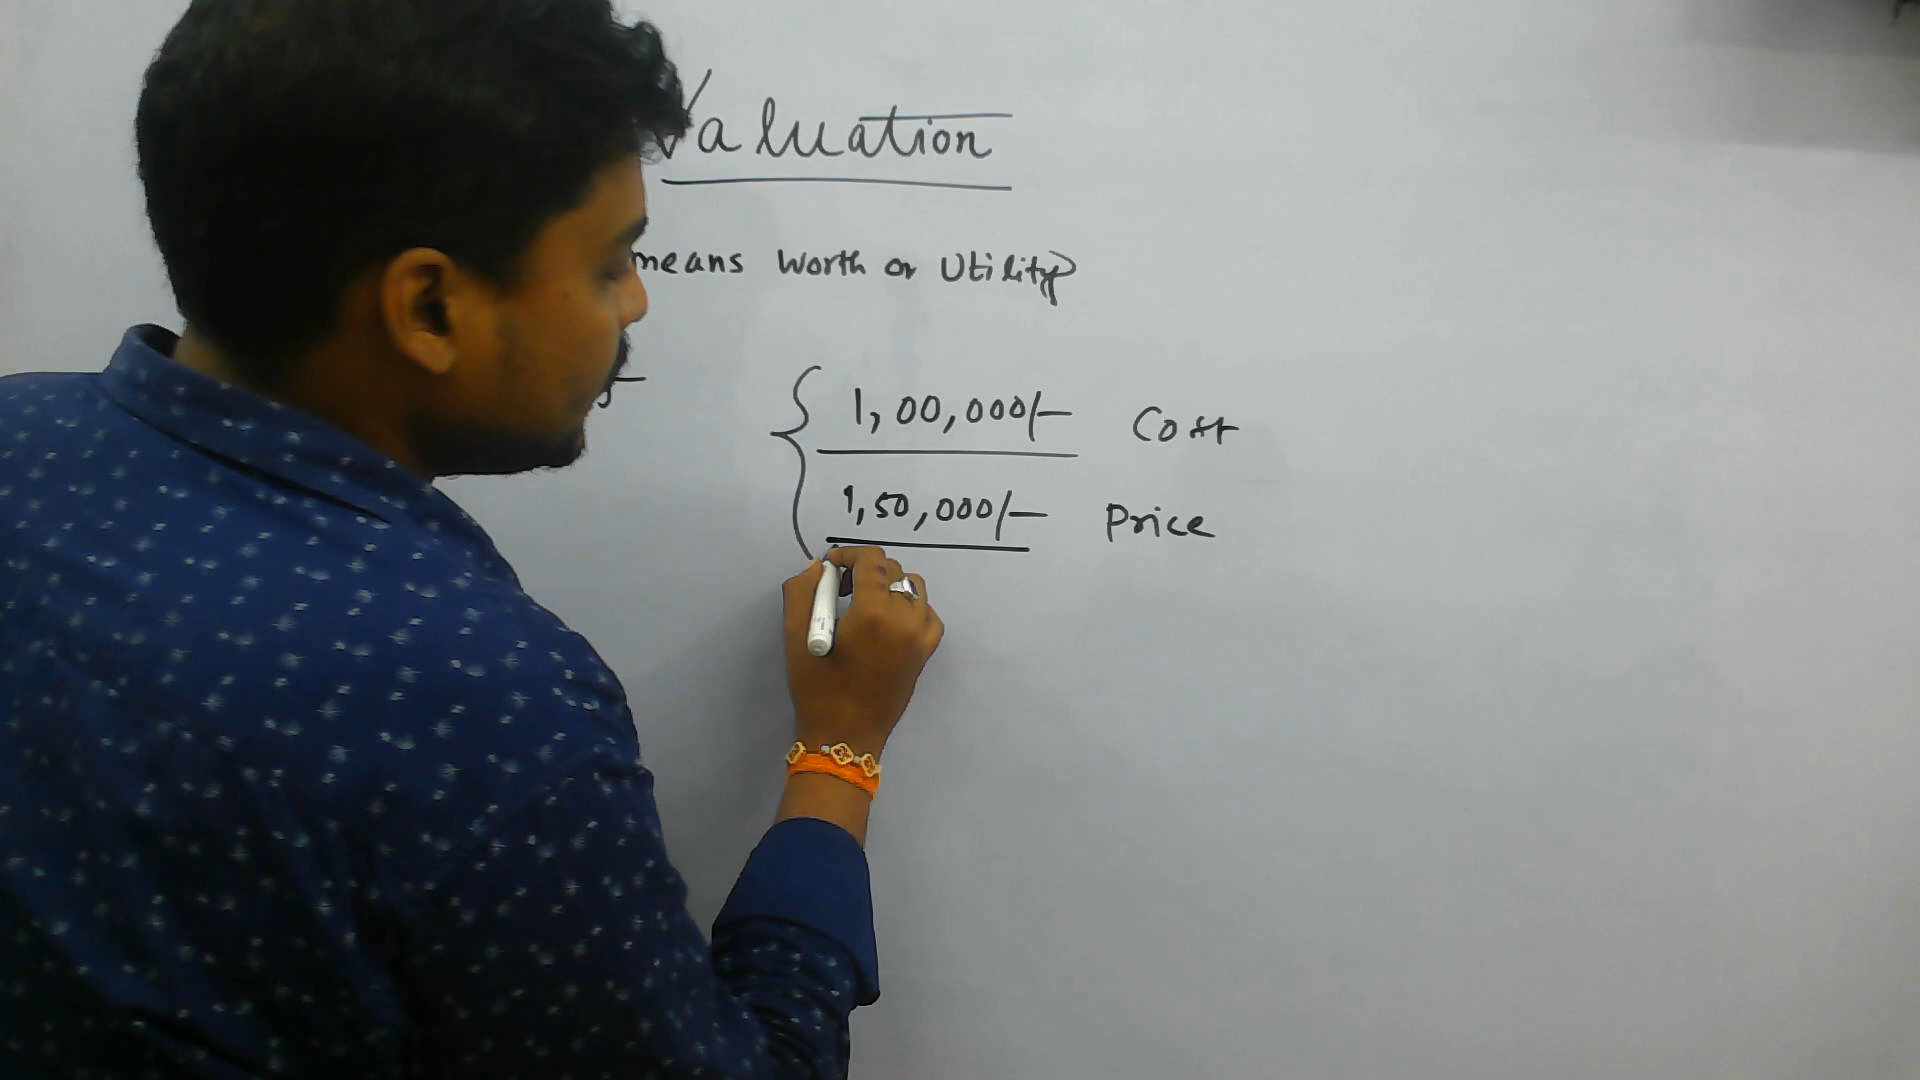 Valuation
means Worth or Utility
1,00,000/- Cost
1,50,000/- Price